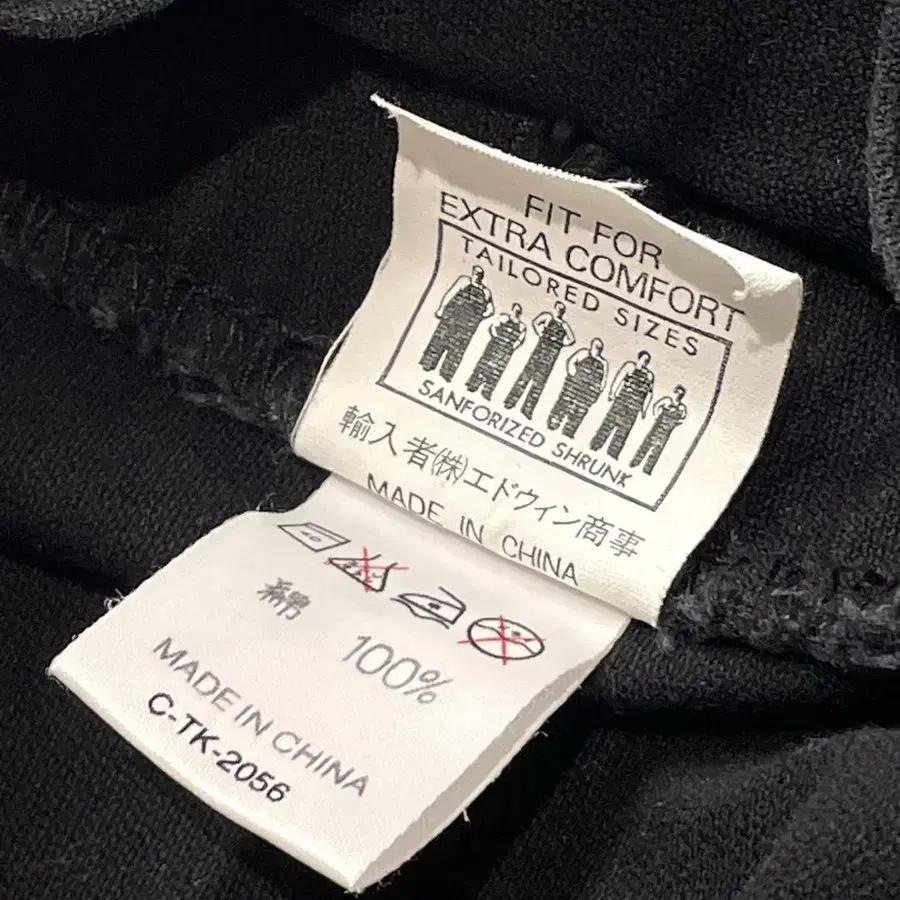 FIT FOR
EXTRA COMFORT
TAILORED SIZES
SANFORIZED SHRUNK
輸入者(株)エドウィン商事
MADE IN CHINA
40
綿 100%
MADE IN CHINA
C-TK-2056